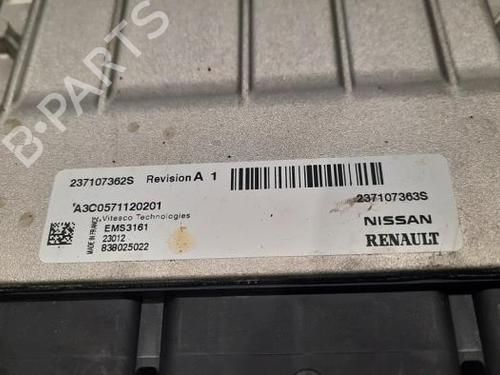 B-PARTS
237107362S Revision A 1
237107363S
A3C0571120201
Vitesco Technologies
EMS3161
23012
838025022
MADE IN FRANCE
NISSAN
RENAULT